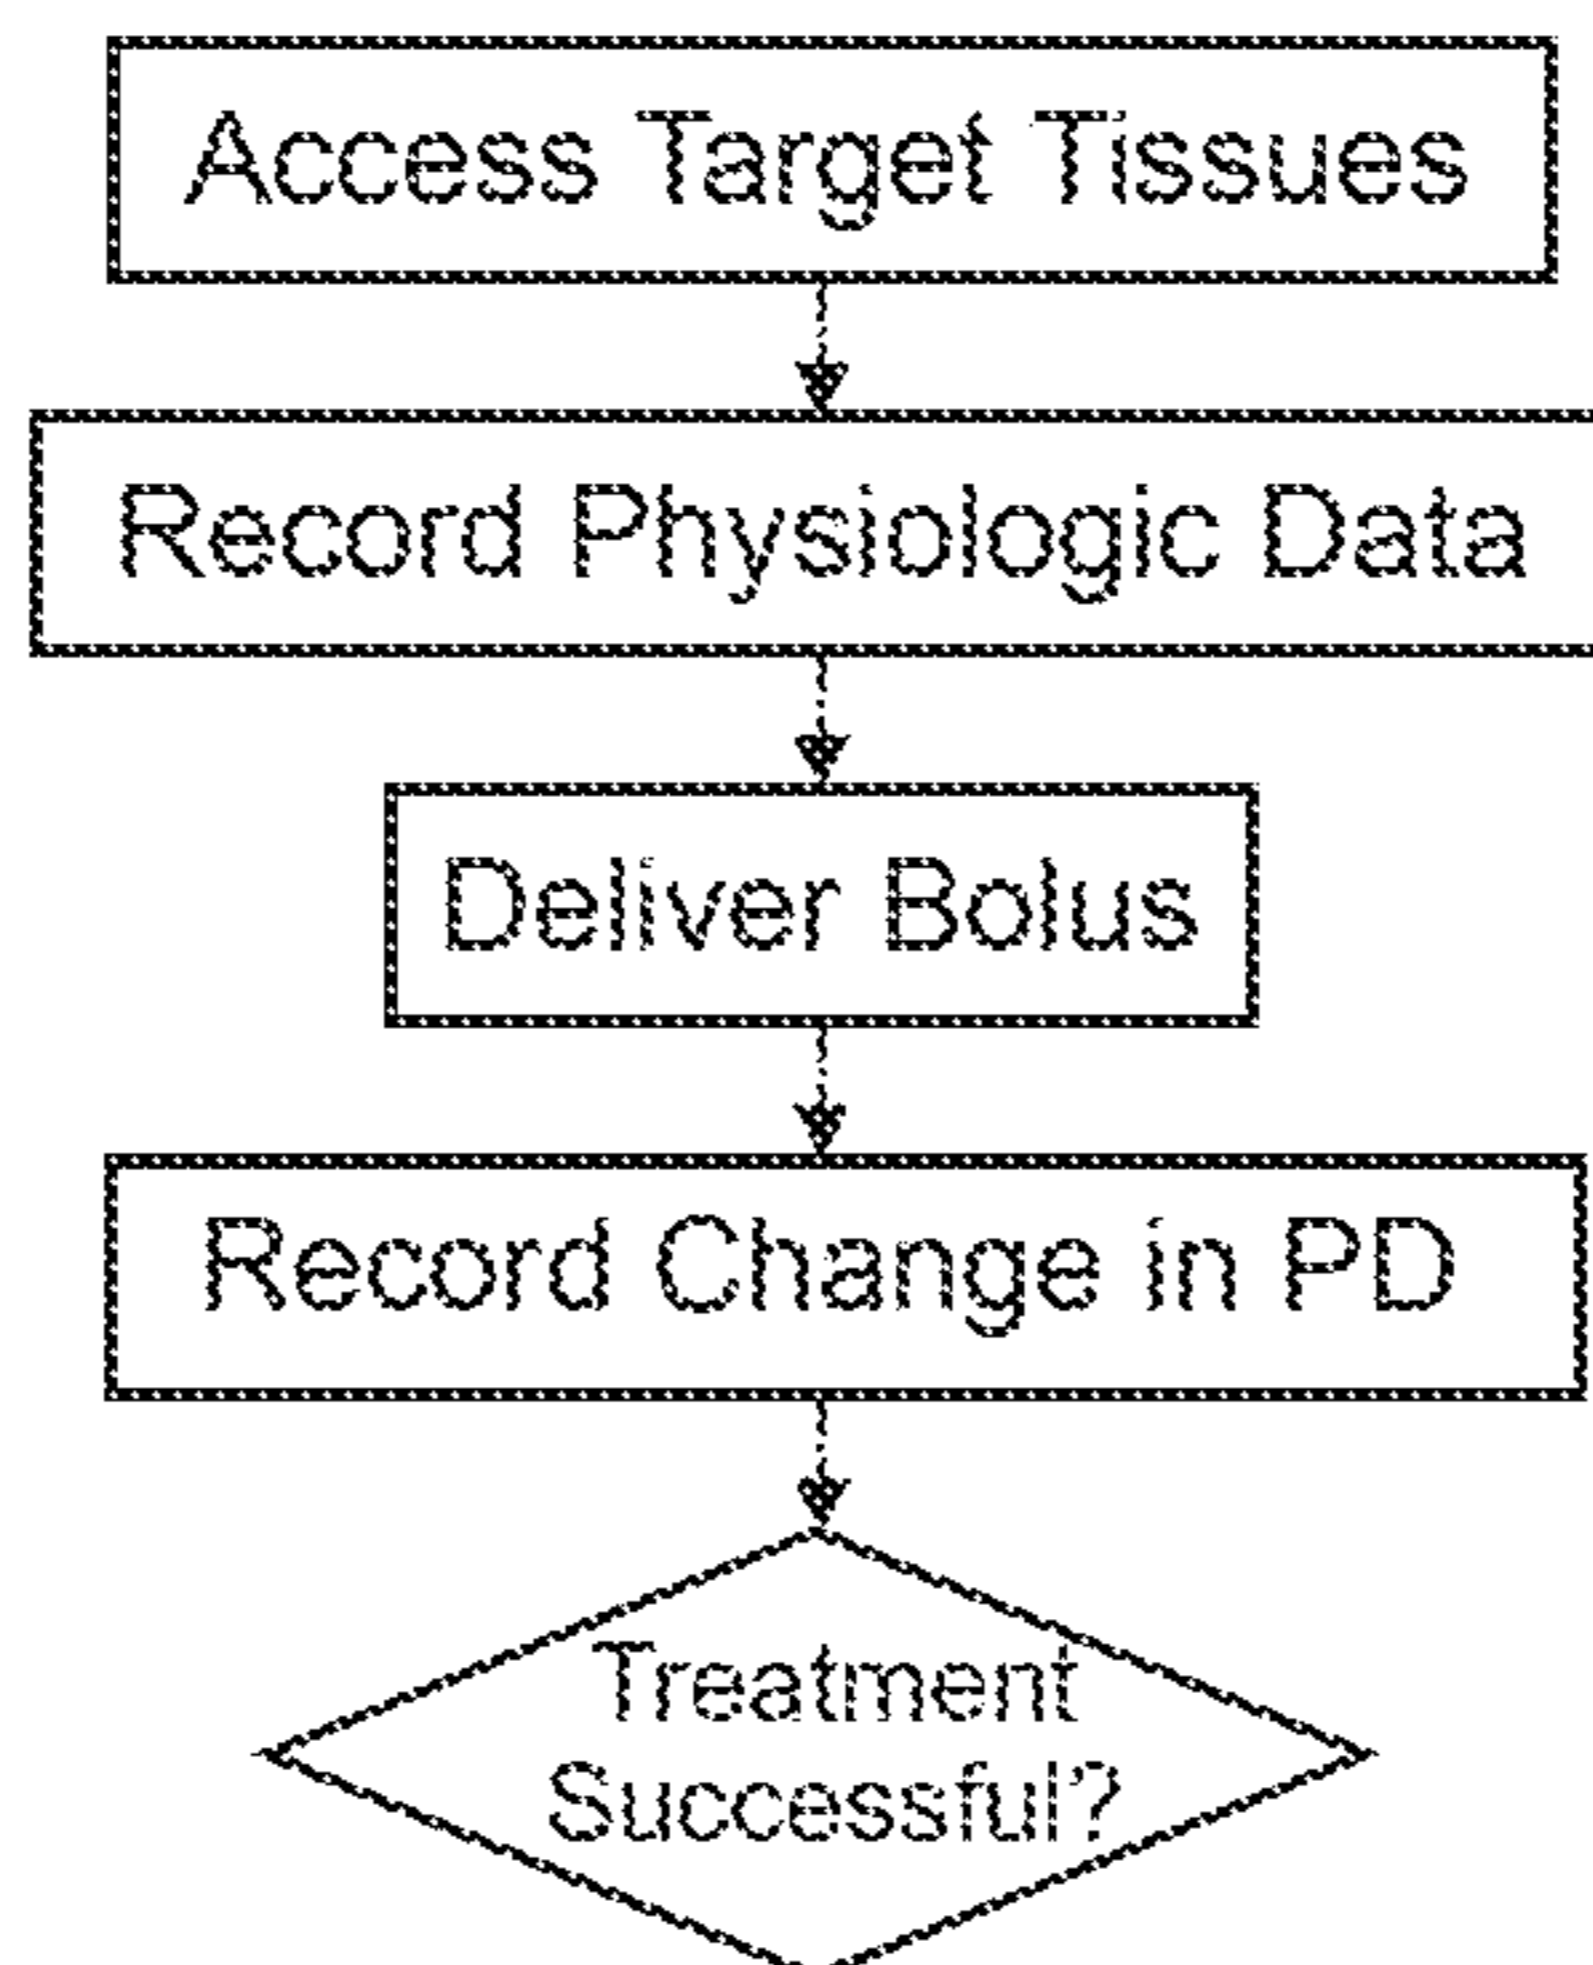 Access Target Tissues
Record Physiologic Data
Deliver Bolus
Record Change in PD
Treatment
Successful?